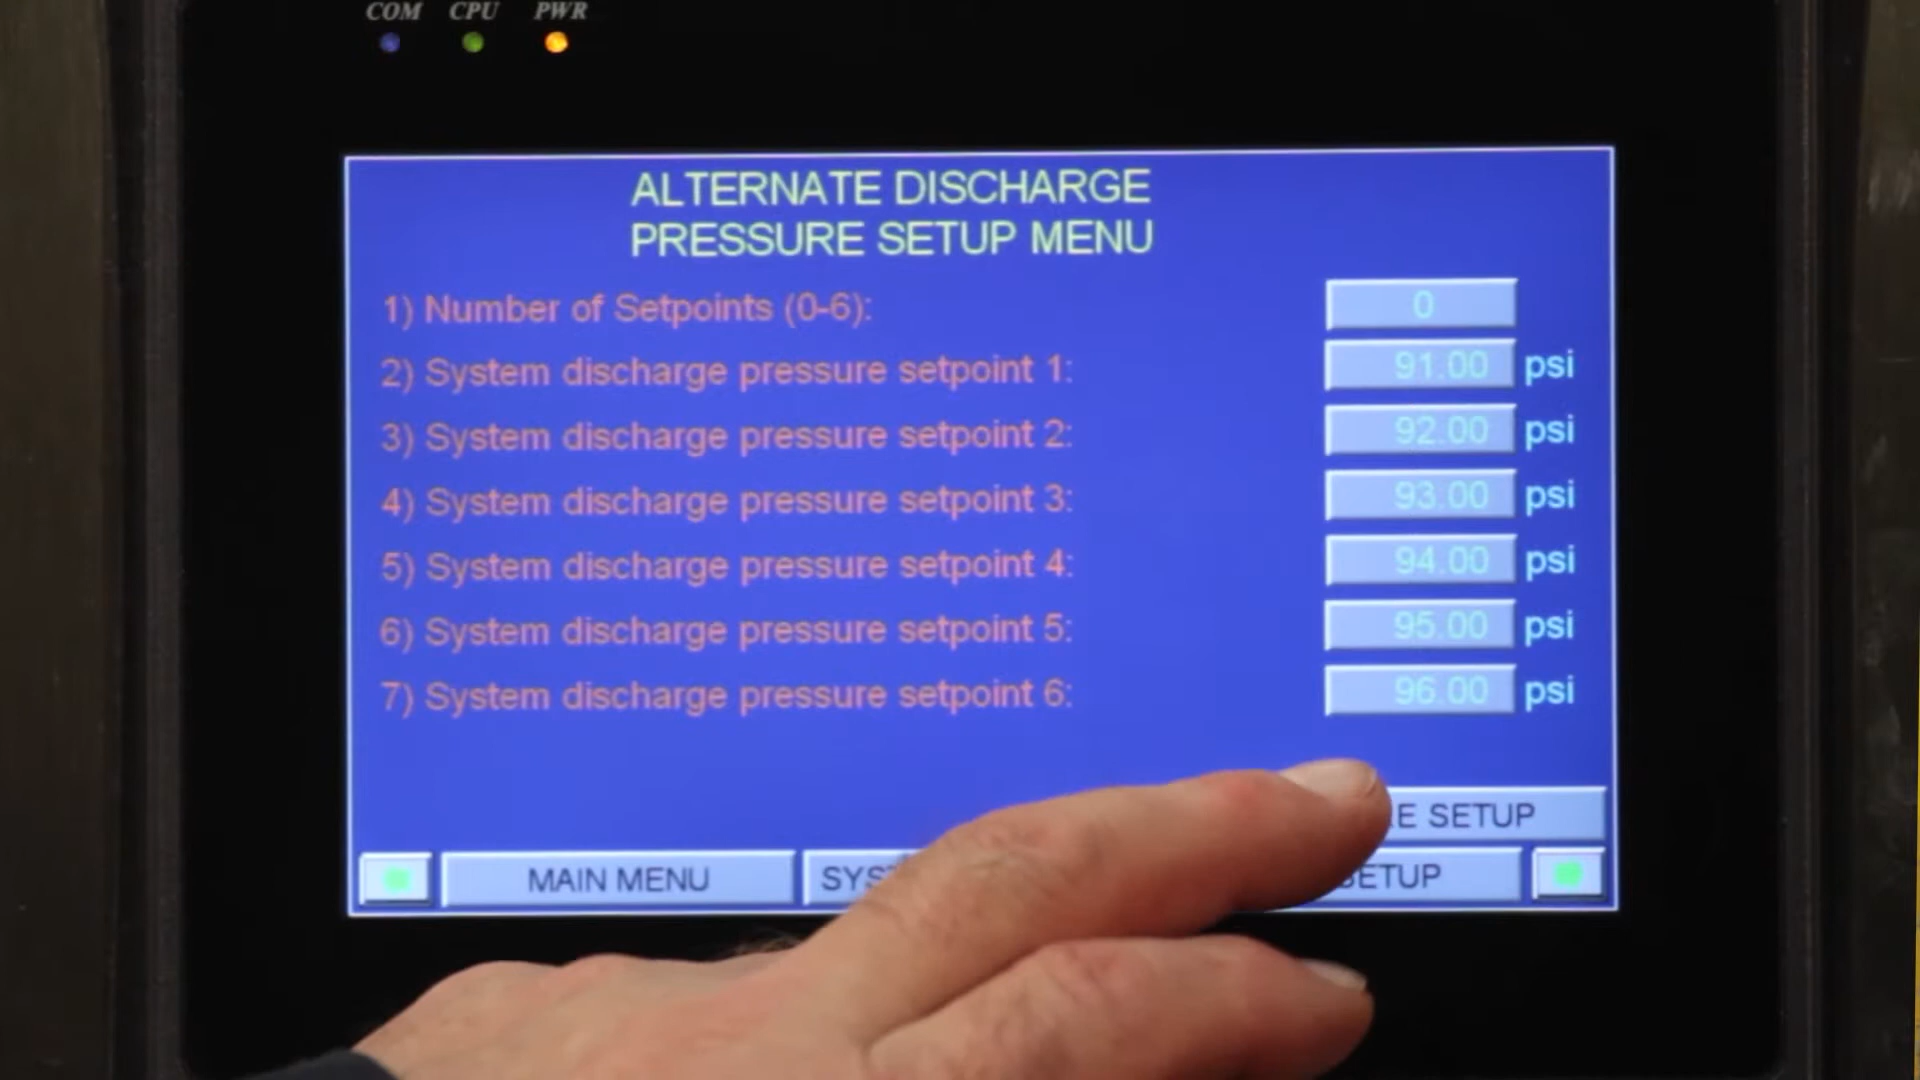 COM CPU PWR
ALTERNATE DISCHARGE
PRESSURE SETUP MENU
1) Number of Setpoints (0-6): 0
2) System discharge pressure setpoint 1: 91.00 psi
3) System discharge pressure setpoint 2: 92.00 psi
4) System discharge pressure setpoint 3: 93.00 psi
5) System discharge pressure setpoint 4: 94.00 psi
6) System discharge pressure setpoint 5: 95.00 psi
7) System discharge pressure setpoint 6: 96.00 psi
SETUP
MAIN MENU SETUP